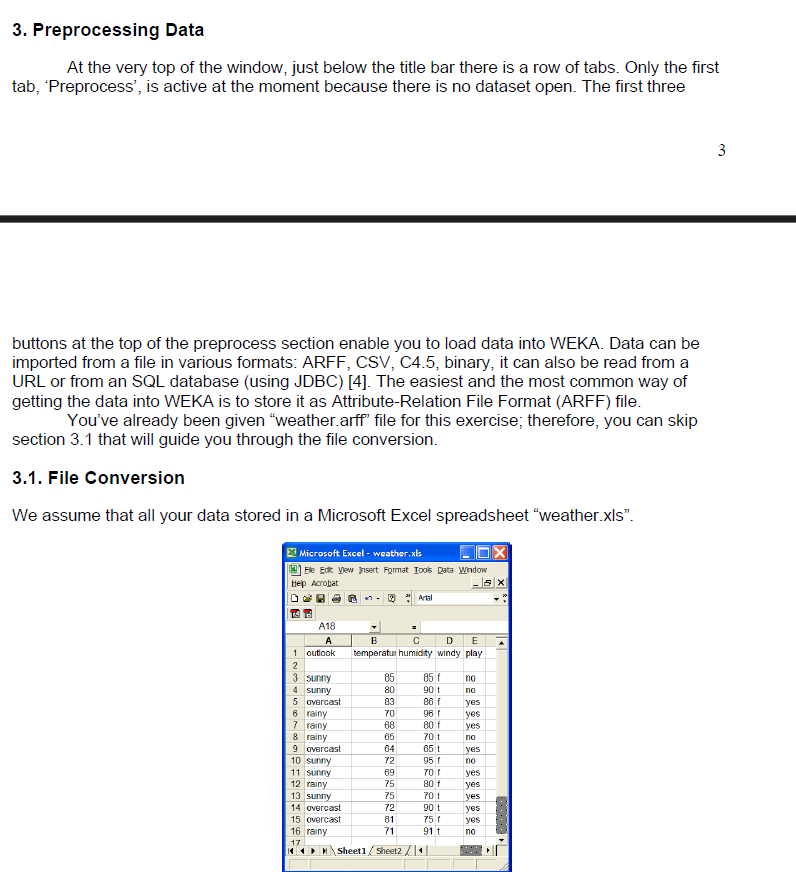 3. Preprocessing Data
At the very top of the window, just below the title bar there is a row of tabs. Only the first
tab, ‘Preprocess’, is active at the moment because there is no dataset open. The first three
3
buttons at the top of the preprocess section enable you to load data into WEKA. Data can be
imported from a file in various formats: ARFF, CSV, C4.5, binary, it can also be read from a
URL or from an SQL database (using JDBC) [4]. The easiest and the most common way of
getting the data into WEKA is to store it as Attribute-Relation File Format (ARFF) file.
You’ve already been given “weather.arff” file for this exercise; therefore, you can skip
section 3.1 that will guide you through the file conversion.
3.1. File Conversion
We assume that all your data stored in a Microsoft Excel spreadsheet “weather.xls”.
Microsoft Excel - weather.xls
File Edit View Insert Format Tools Data Window
Help Acrobat
Arial
A18 =
A B C D E
1 outlook temperatur humidity windy play
2
3 sunny 85 85 f no
4 sunny 80 90 t no
5 overcast 83 86 f yes
6 rainy 70 96 f yes
7 rainy 68 80 f yes
8 rainy 65 70 t no
9 overcast 64 65 t yes
10 sunny 72 95 f no
11 sunny 69 70 f yes
12 rainy 75 80 f yes
13 sunny 75 70 t yes
14 overcast 72 90 t yes
15 overcast 81 75 f yes
16 rainy 71 91 t no
17
Sheet1 Sheet2